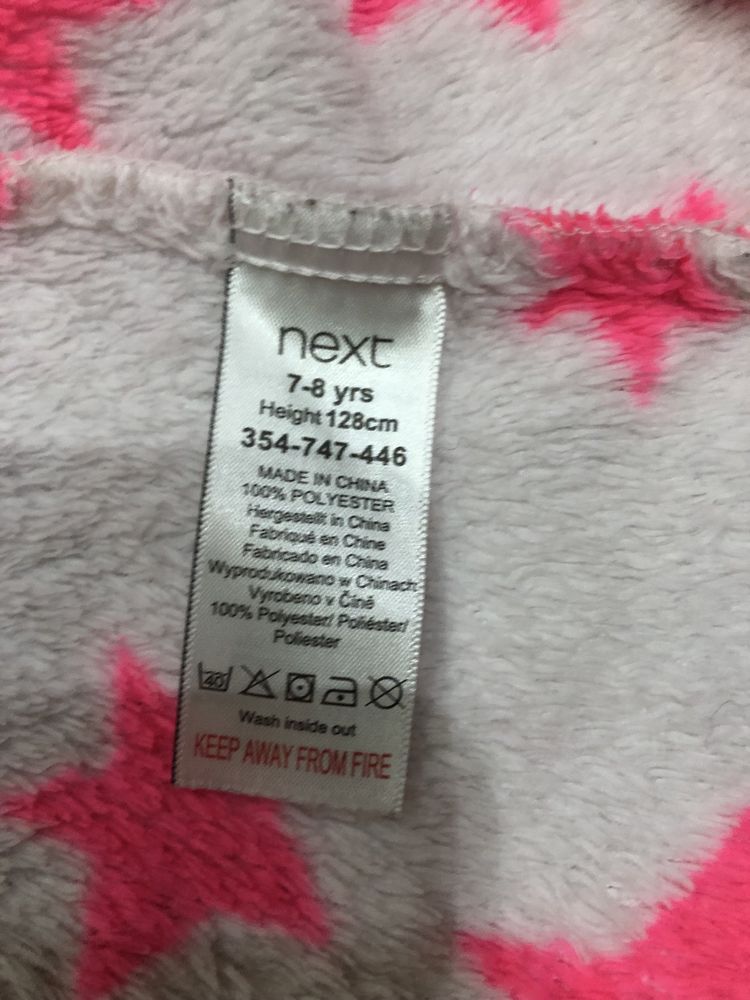 next
7-8 yrs
Height 128cm
354-747-446
MADE IN CHINA
100% POLYESTER
Hergestellt in China
Fabriqué en Chine
Fabricado en China
Wyprodukowano w Chinach
Vyrobeno v Číně
100% Polyester/ Poliéster/
Poliester
40
Wash inside out
KEEP AWAY FROM FIRE